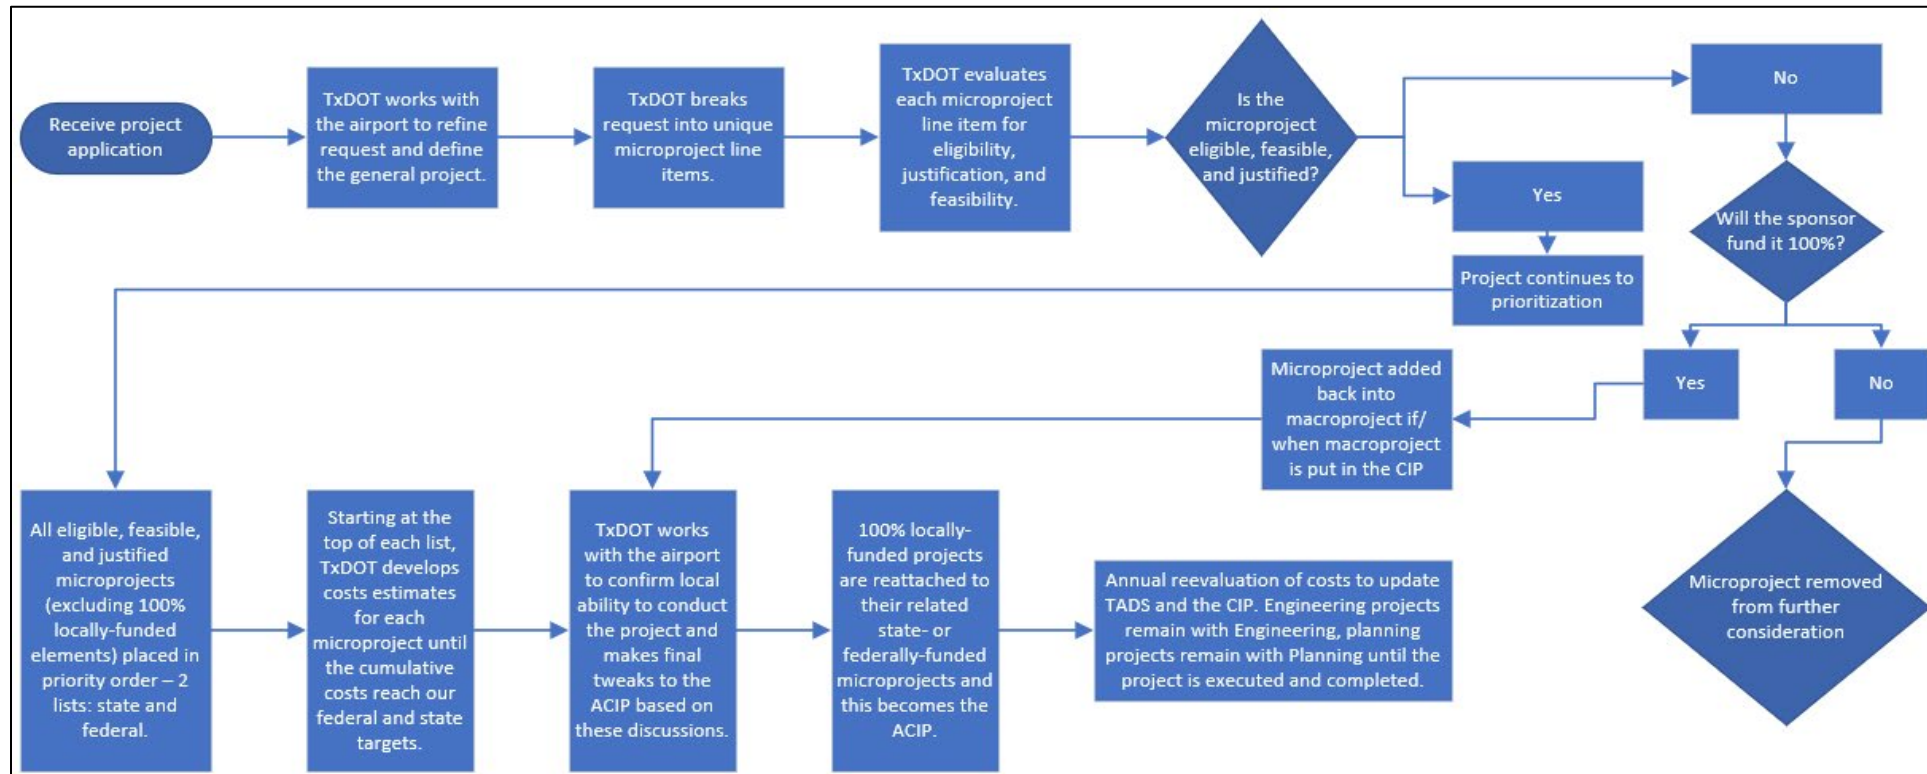 Receive project
application
TxDOT works with
the airport to refine
request and define
the general project.
TxDOT breaks
request into unique
microproject line
items.
TxDOT evaluates
each microproject
line item for
eligibility,
justification, and
feasibility.
Is the
microproject
eligible, feasible,
and justified?
No
Yes
Will the sponsor
fund it 100%?
Project continues to
prioritization
Yes
No
Microproject added
back into
macroproject if/
when macroproject
is put in the CIP
Microproject removed
from further
consideration
All eligible, feasible,
and justified
microprojects
(excluding 100%
locally-funded
elements) placed in
priority order – 2
lists: state and
federal.
Starting at the
top of each list,
TxDOT develops
costs estimates
for each
microproject until
the cumulative
costs reach our
federal and state
targets.
TxDOT works
with the airport
to confirm local
ability to conduct
the project and
makes final
tweaks to the
ACIP based on
these discussions.
100% locally-
funded projects
are reattached to
their related
state- or
federally-funded
microprojects and
this becomes the
ACIP.
Annual reevaluation of costs to update
TADS and the CIP. Engineering projects
remain with Engineering, planning
projects remain with Planning until the
project is executed and completed.